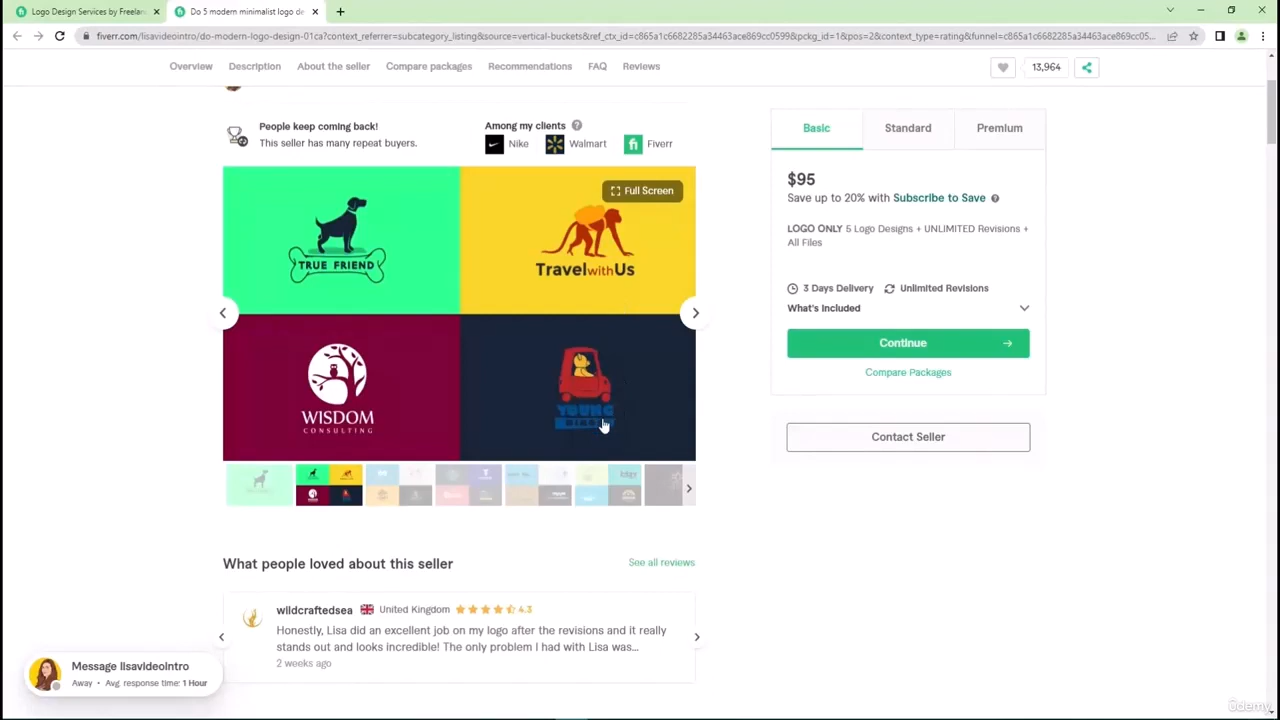 Logo Design Services by Freelan
Do 5 modern minimalist logo de
fiverr.com/lisavideointro/do-modern-logo-design-01ca?context_referrer=subcategory_listing&source=vertical-buckets&ref_ctx_id=c865a1c6682285a34463ace869cc0599&pckg_id=1&pos=2&context_type=rating&funnel=c865a1c6682285a34463ace869cc05...
Overview Description About the seller Compare packages Recommendations FAQ Reviews
13,964
People keep coming back!
This seller has many repeat buyers.
Among my clients
Nike Walmart Fiverr
Full Screen
TRUE FRIEND
TravelwithUs
WISDOM
CONSULTING
YOUNG
Basic Standard Premium
$95
Save up to 20% with Subscribe to Save
LOGO ONLY 5 Logo Designs + UNLIMITED Revisions +
All Files
3 Days Delivery Unlimited Revisions
What's Included
Continue
Compare Packages
Contact Seller
What people loved about this seller
See all reviews
wildcraftedsea United Kingdom 4.3
Honestly, Lisa did an excellent job on my logo after the revisions and it really
stands out and looks incredible! The only problem I had with Lisa was...
2 weeks ago
Message lisavideointro
Away • Avg. response time: 1 Hour
ûdemy